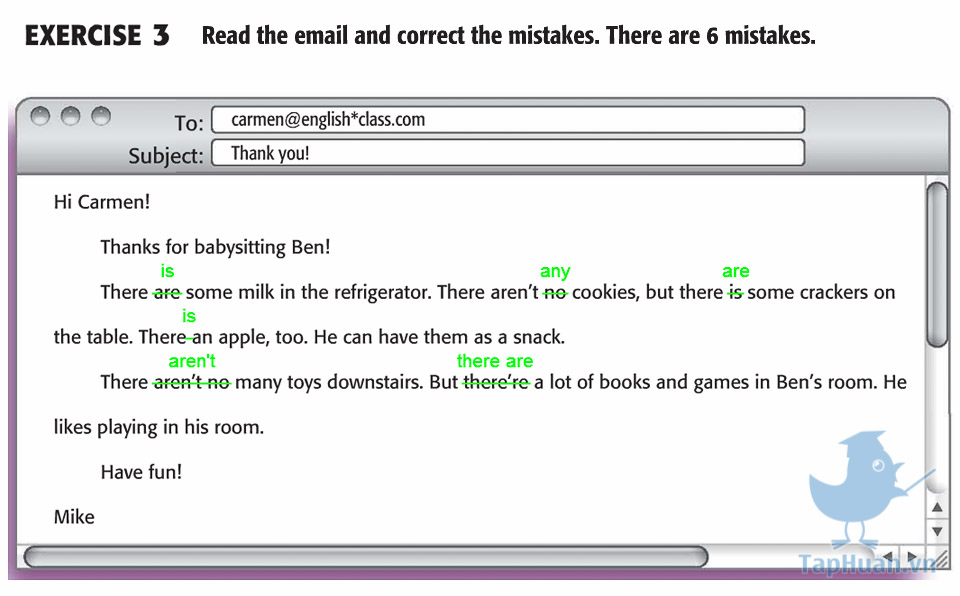 EXERCISE 3 Read the email and correct the mistakes. There are 6 mistakes.
To: carmen@english*class.com
Subject: Thank you!
Hi Carmen!
Thanks for babysitting Ben!
is any are
There are some milk in the refrigerator. There aren't no cookies, but there is some crackers on
is
the table. There an apple, too. He can have them as a snack.
aren't there are
There aren't no many toys downstairs. But there're a lot of books and games in Ben's room. He
likes playing in his room.
Have fun!
Mike
TapHuan.vn